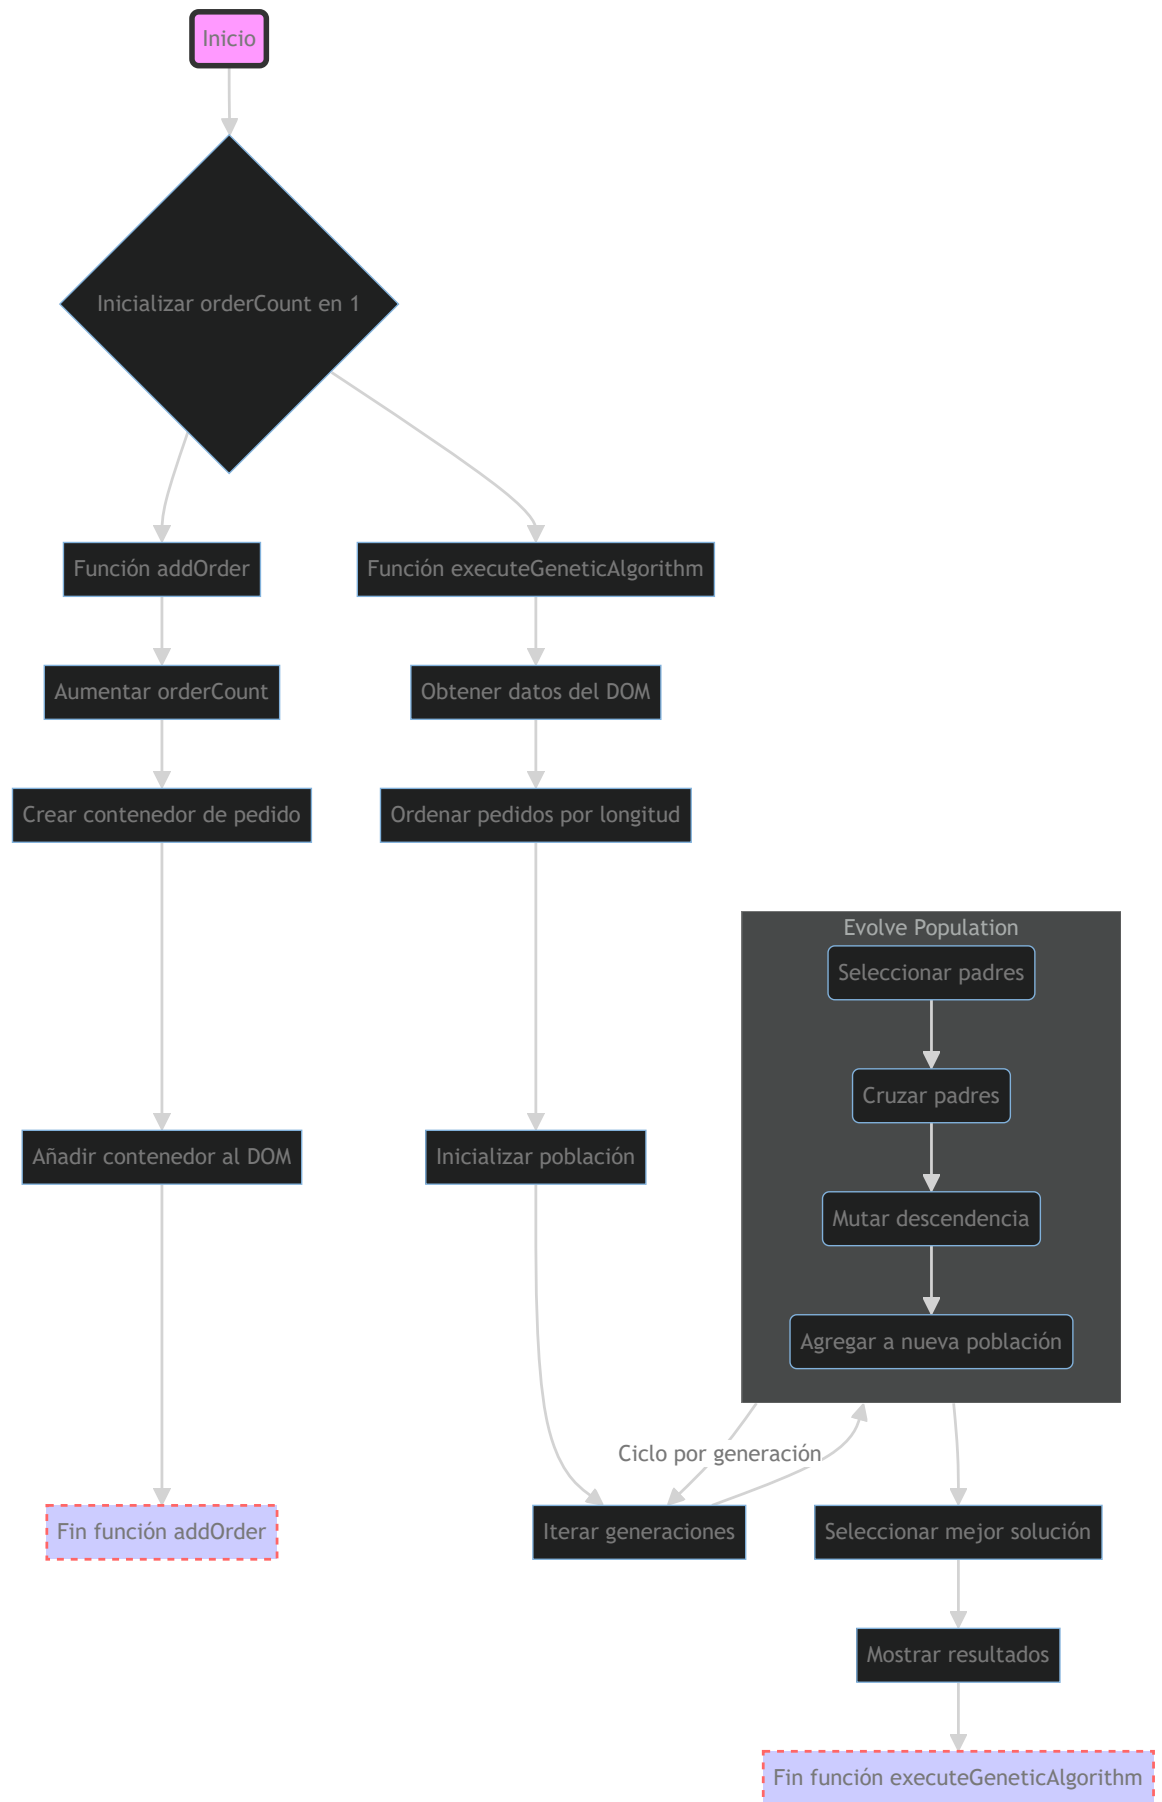 Inicio
Inicializar orderCount en 1
Función addOrder
Función executeGeneticAlgorithm
Aumentar orderCount
Obtener datos del DOM
Crear contenedor de pedido
Ordenar pedidos por longitud
Evolve Population
Seleccionar padres
Cruzar padres
Añadir contenedor al DOM
Inicializar población
Mutar descendencia
Agregar a nueva población
Ciclo por generación
Fin función addOrder
Iterar generaciones
Seleccionar mejor solución
Mostrar resultados
Fin función executeGeneticAlgorithm